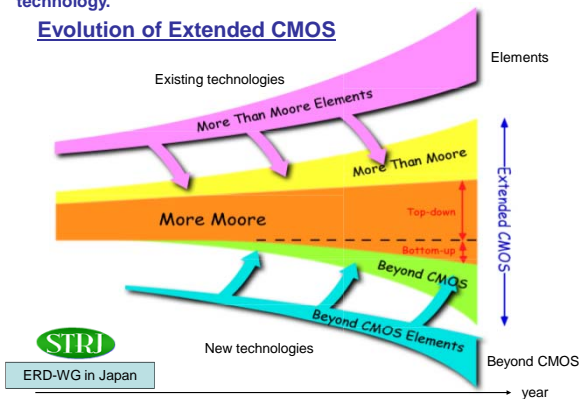 technology.
Evolution of Extended CMOS
Elements
Existing technologies
More Than Moore Elements
More Than Moore
More Moore
Top-down
Bottom-up
Extended CMOS
Beyond CMOS
Beyond CMOS Elements
New technologies
Beyond CMOS
STRJ
ERD-WG in Japan
year